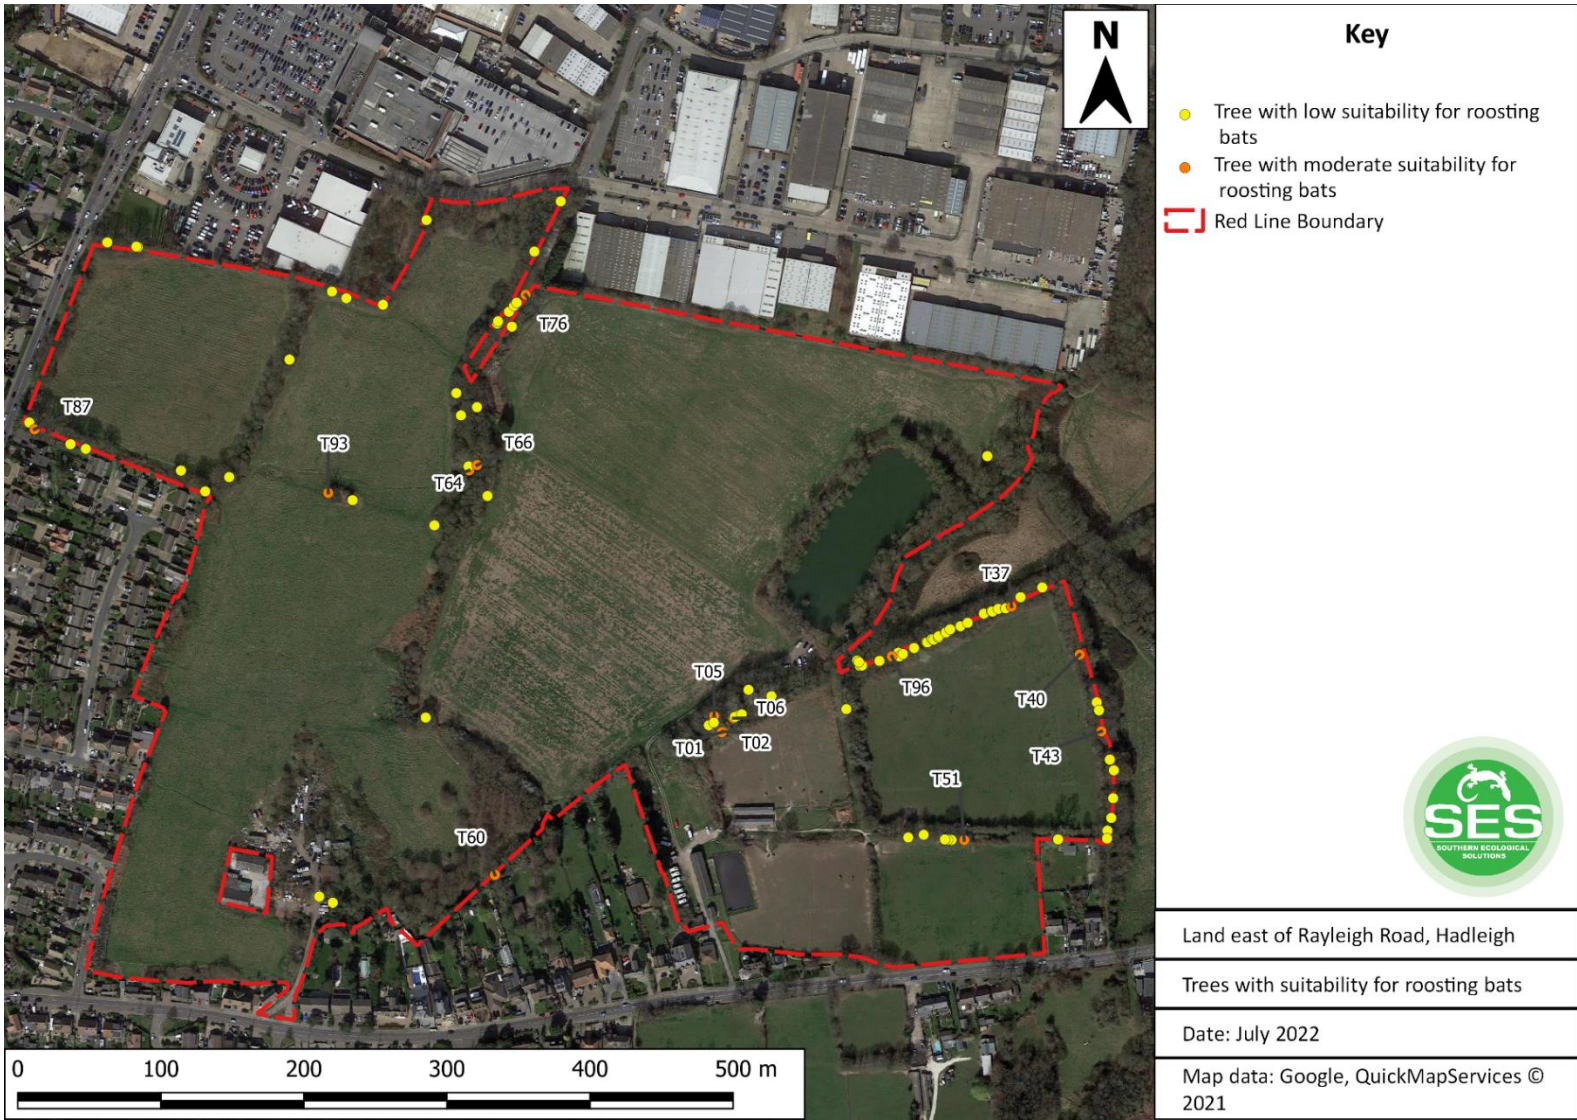 N
Key
Tree with low suitability for roosting
bats
Tree with moderate suitability for
roosting bats
Red Line Boundary
T76
T87
T93
T66
T64
T37
T05
T96
T06
T40
T01
T02
T43
T51
T60
SES
SOUTHERN ECOLOGICAL
SOLUTIONS
Land east of Rayleigh Road, Hadleigh
Trees with suitability for roosting bats
Date: July 2022
Map data: Google, QuickMapServices ©
2021
0 100 200 300 400 500 m